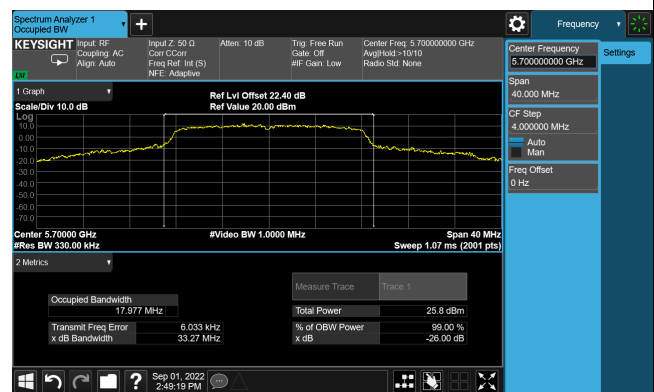 Spectrum Analyzer 1
Occupied BW
Frequency
KEYSIGHT
Input: RF
Coupling: AC
Align: Auto
Input Z: 50 Ω
Corr CCorr
Freq Ref: Int (S)
NFE: Adaptive
Atten: 10 dB
Trig: Free Run
Gate: Off
#IF Gain: Low
Center Freq: 5.700000000 GHz
Avg|Hold:>10/10
Radio Std: None
LXI
Center Frequency
5.700000000 GHz
Settings
Span
40.000 MHz
CF Step
4.000000 MHz
Auto
Man
Freq Offset
0 Hz
1 Graph
Scale/Div 10.0 dB
Ref Lvl Offset 22.40 dB
Ref Value 20.00 dBm
Log
10.0
0.00
-10.0
-20.0
-30.0
-40.0
-50.0
-60.0
-70.0
Center 5.70000 GHz
#Video BW 1.0000 MHz
Span 40 MHz
#Res BW 330.00 kHz
Sweep 1.07 ms (2001 pts)
2 Metrics
Measure Trace
Trace 1
Occupied Bandwidth
17.977 MHz
Total Power
25.8 dBm
Transmit Freq Error
6.033 kHz
% of OBW Power
99.00 %
x dB Bandwidth
33.27 MHz
x dB
-26.00 dB
?
Sep 01, 2022
2:49:19 PM